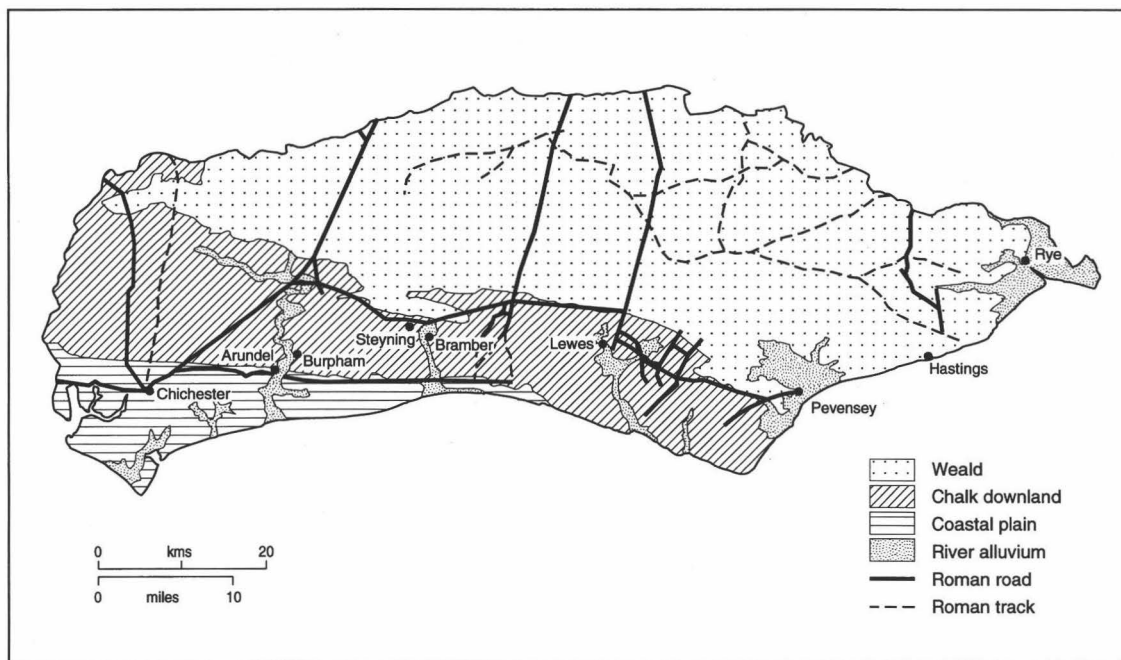 Rye
Steyning
Bramber
Lewes
Arundel
Burpham
Hastings
Chichester
Pevensey
Weald
Chalk downland
Coastal plain
River alluvium
Roman road
Roman track
0 kms 20
0 miles 10